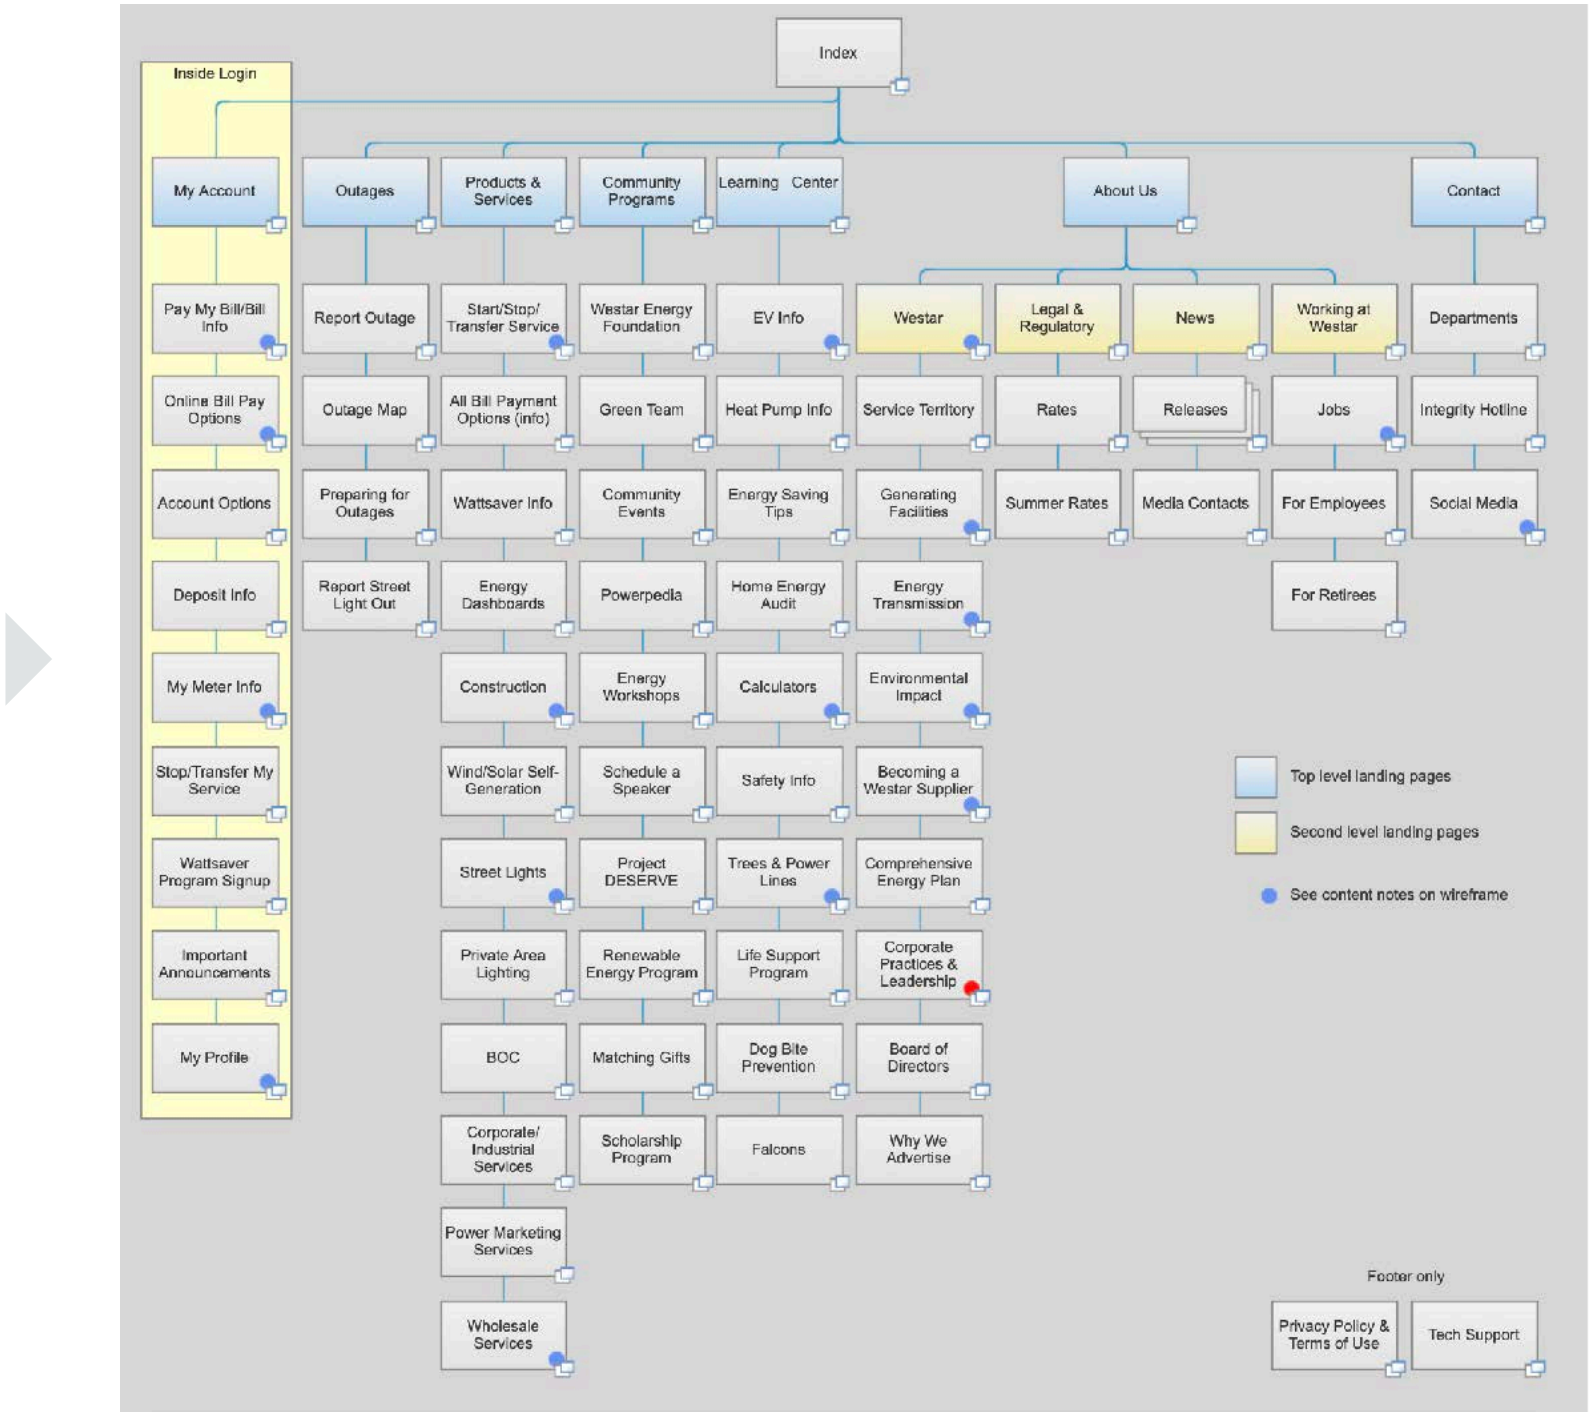 Index
Inside Login
My Account
Outages
Products &
Services
Community
Programs
Learning Center
About Us
Contact
Pay My Bill/Bill
Info
Report Outage
Start/Stop/
Transfer Service
Westar Energy
Foundation
EV Info
Westar
Legal &
Regulatory
News
Working at
Westar
Departments
Online Bill Pay
Options
Outage Map
All Bill Payment
Options (info)
Green Team
Heat Pump Info
Service Territory
Rates
Releases
Jobs
Integrity Hotline
Account Options
Preparing for
Outages
Wattsaver Info
Community
Events
Energy Saving
Tips
Generating
Facilities
Summer Rates
Media Contacts
For Employees
Social Media
Deposit Info
Report Street
Light Out
Energy
Dashboards
Powerpedia
Home Energy
Audit
Energy
Transmission
For Retirees
My Meter Info
Construction
Energy
Workshops
Calculators
Environmental
Impact
Stop/Transfer My
Service
Wind/Solar Self-
Generation
Schedule a
Speaker
Safety Info
Becoming a
Westar Supplier
Top level landing pages
Second level landing pages
Wattsaver
Program Signup
Street Lights
Project
DESERVE
Trees & Power
Lines
Comprehensive
Energy Plan
See content notes on wireframe
Important
Announcements
Private Area
Lighting
Renewable
Energy Program
Life Support
Program
Corporate
Practices &
Leadership
My Profile
BOC
Matching Gifts
Dog Bite
Prevention
Board of
Directors
Corporate/
Industrial
Services
Scholarship
Program
Falcons
Why We
Advertise
Power Marketing
Services
Wholesale
Services
Footer only
Privacy Policy &
Terms of Use
Tech Support